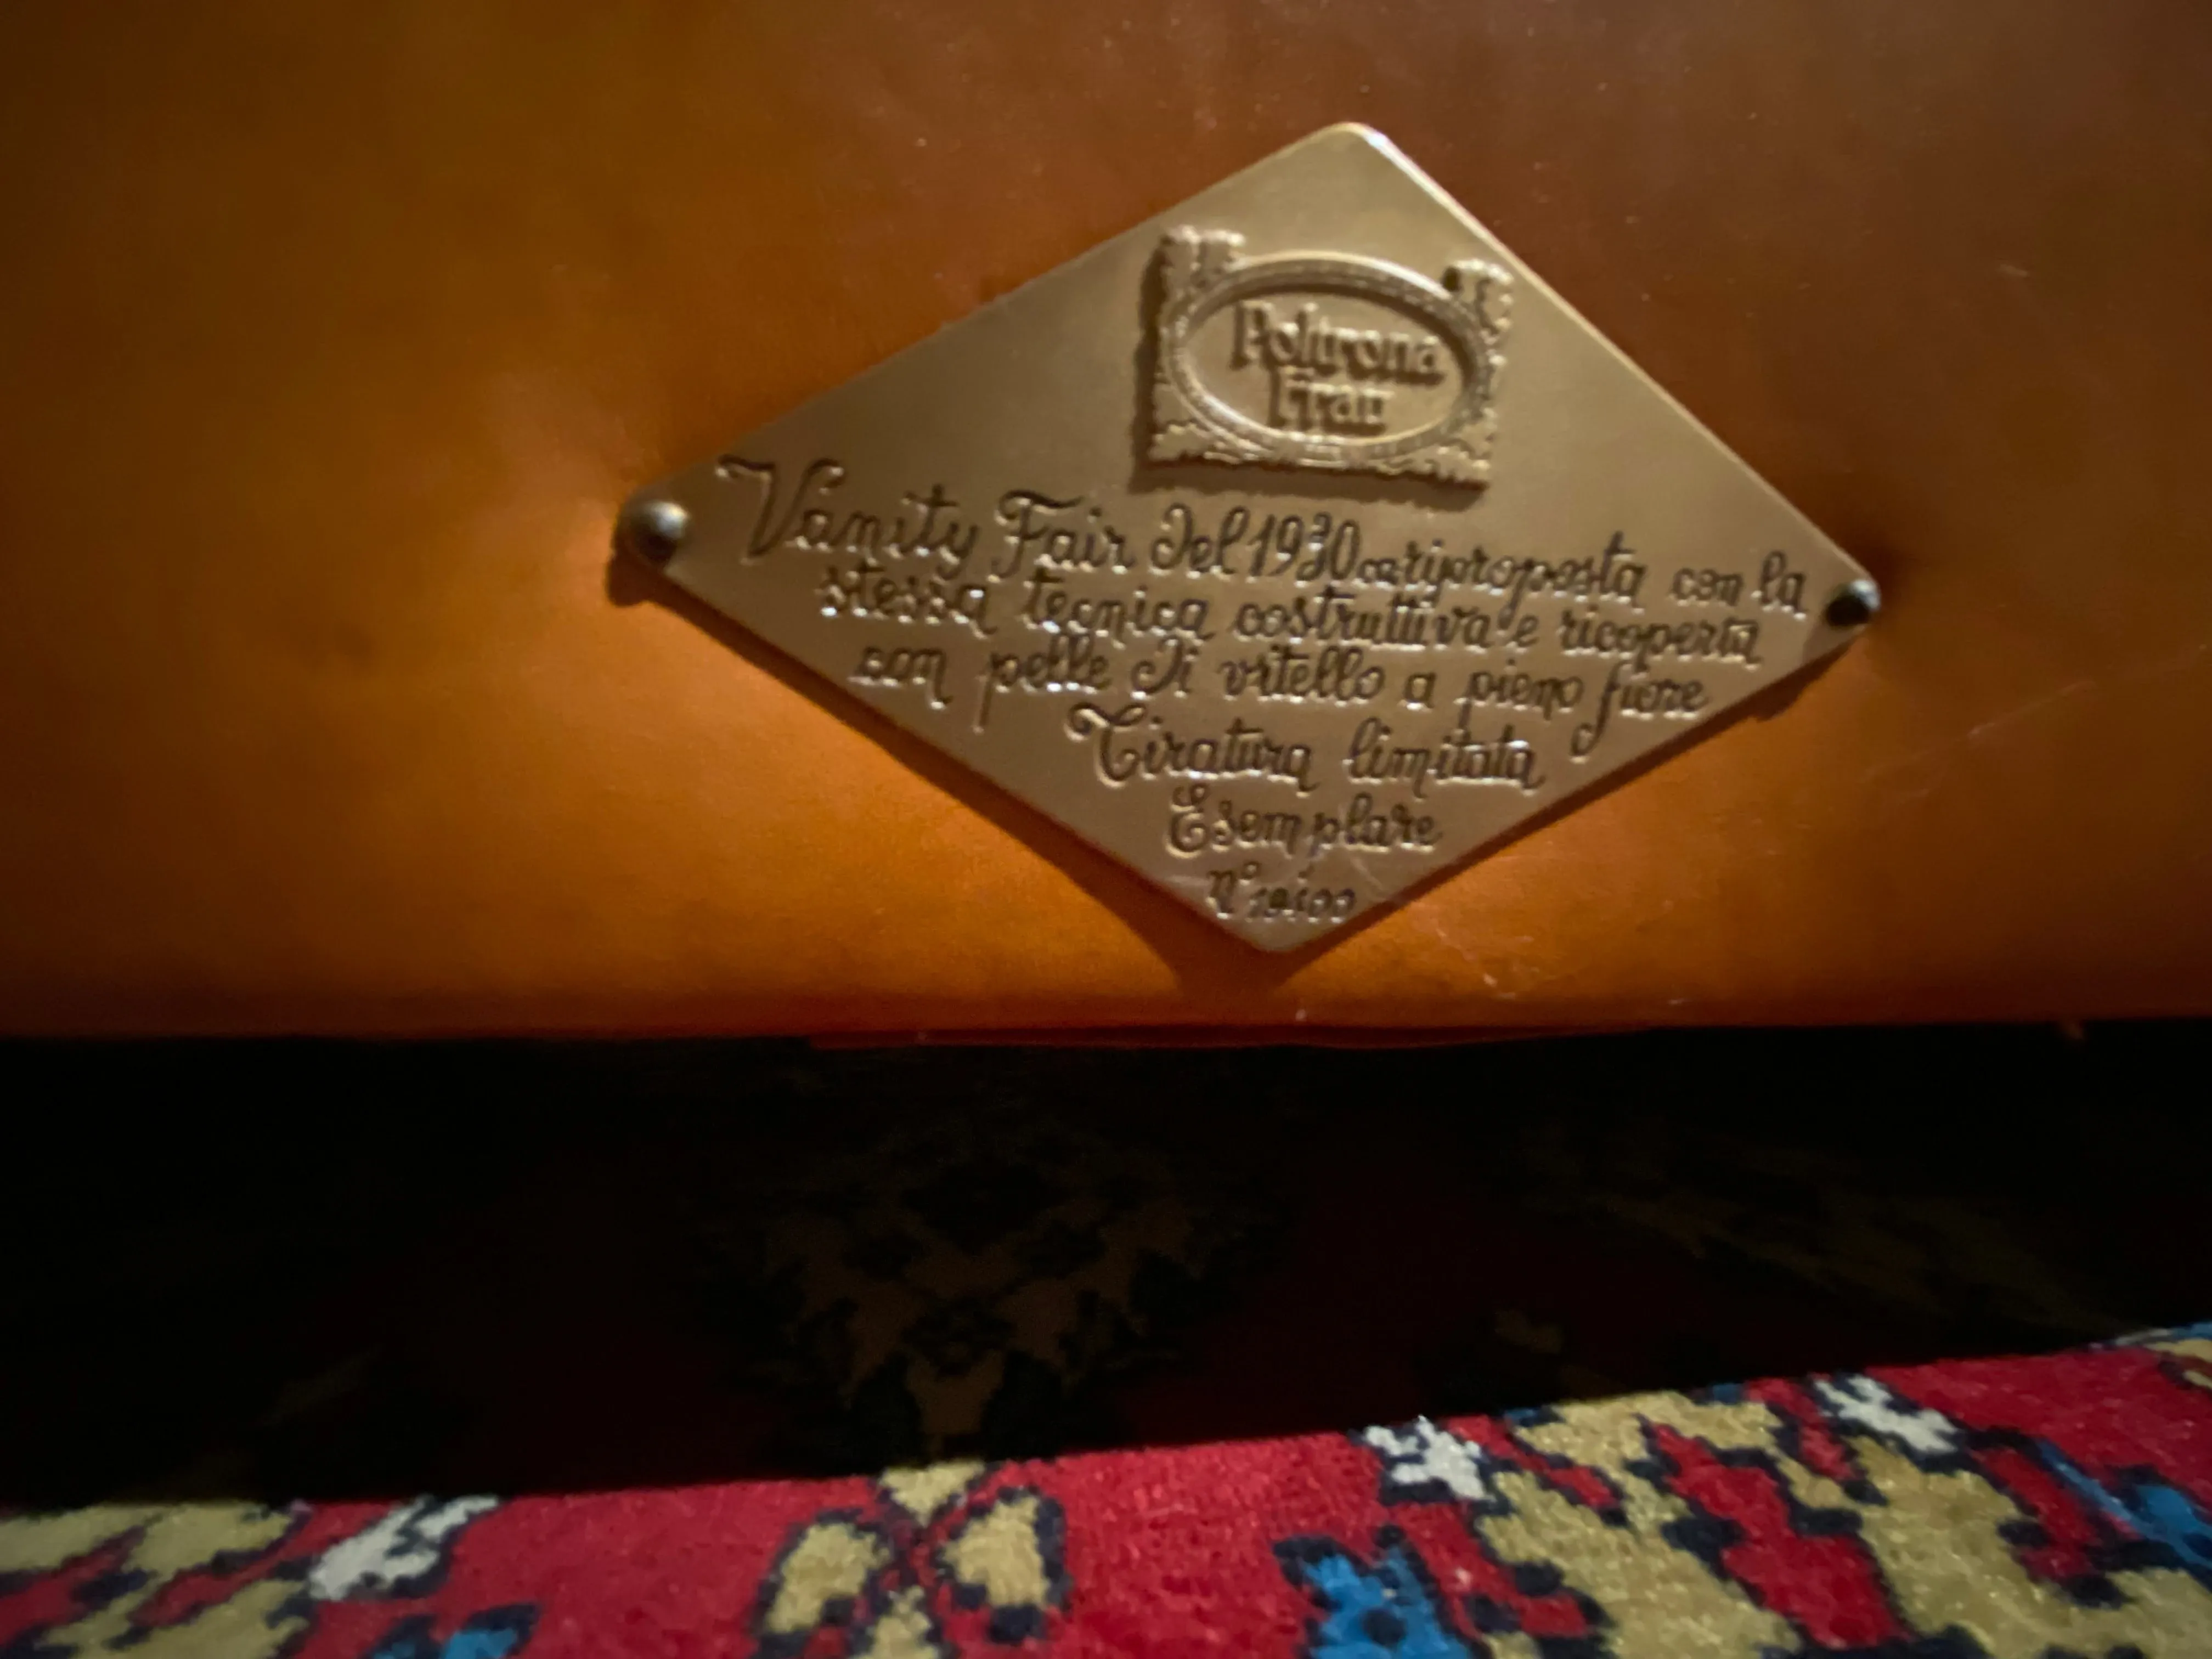 Poltrona
Frau
Vanity Fair del 1930 ca riproposta con la
stessa tecnica costruttiva e ricoperta
con pelle di vitello a pieno fiore
Tiratura limitata
Esemplare
N°